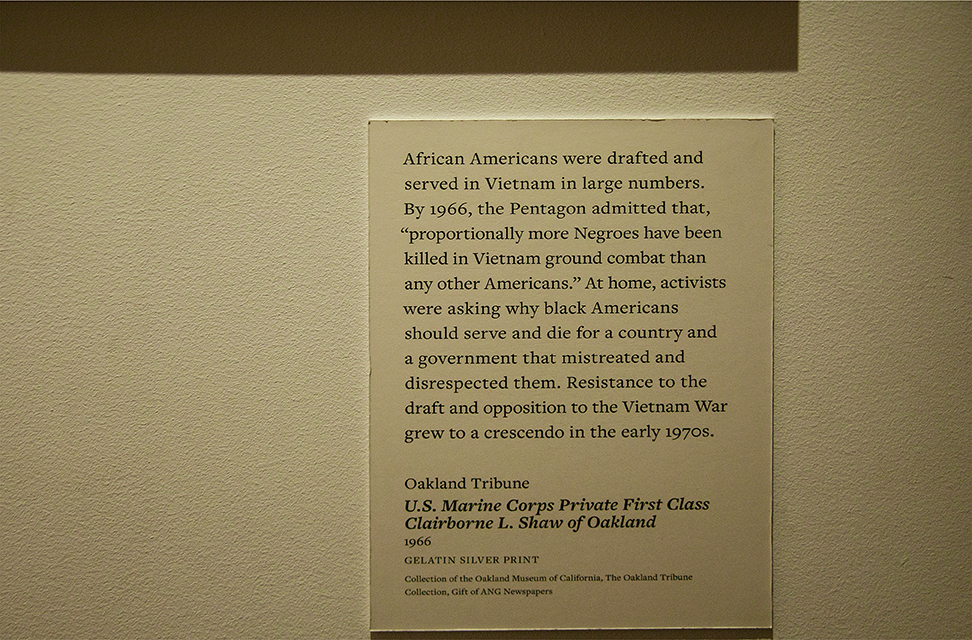 African Americans were drafted and
served in Vietnam in large numbers.
By 1966, the Pentagon admitted that,
“proportionally more Negroes have been
killed in Vietnam ground combat than
any other Americans.” At home, activists
were asking why black Americans
should serve and die for a country and
a government that mistreated and
disrespected them. Resistance to the
draft and opposition to the Vietnam War
grew to a crescendo in the early 1970s.
Oakland Tribune
U.S. Marine Corps Private First Class
Clairborne L. Shaw of Oakland
1966
GELATIN SILVER PRINT
Collection of the Oakland Museum of California, The Oakland Tribune
Collection, Gift of ANG Newspapers